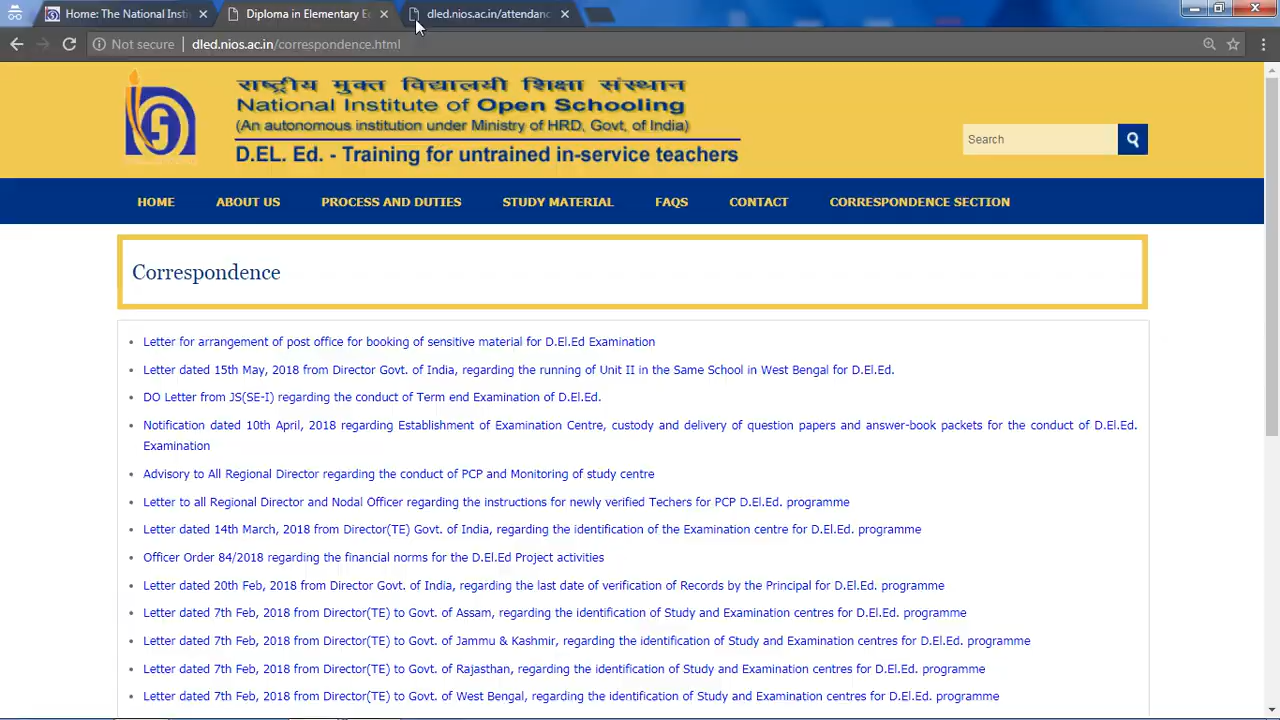 Home: The National Inst
Diploma in Elementary E
dled.nios.ac.in/attendanc
Not secure
dled.nios.ac.in/correspondence.html
राष्ट्रीय मुक्त विद्यालयी शिक्षा संस्थान
National Institute of Open Schooling
(An autonomous institution under Ministry of HRD, Govt, of India)
D.EL. Ed. - Training for untrained in-service teachers
Search
HOME ABOUT US PROCESS AND DUTIES STUDY MATERIAL FAQS CONTACT CORRESPONDENCE SECTION
Correspondence
Letter for arrangement of post office for booking of sensitive material for D.El.Ed Examination
Letter dated 15th May, 2018 from Director Govt. of India, regarding the running of Unit II in the Same School in West Bengal for D.El.Ed.
DO Letter from JS(SE-I) regarding the conduct of Term end Examination of D.El.Ed.
Notification dated 10th April, 2018 regarding Establishment of Examination Centre, custody and delivery of question papers and answer-book packets for the conduct of D.El.Ed.
Examination
Advisory to All Regional Director regarding the conduct of PCP and Monitoring of study centre
Letter to all Regional Director and Nodal Officer regarding the instructions for newly verified Techers for PCP D.El.Ed. programme
Letter dated 14th March, 2018 from Director(TE) Govt. of India, regarding the identification of the Examination centre for D.El.Ed. programme
Officer Order 84/2018 regarding the financial norms for the D.El.Ed Project activities
Letter dated 20th Feb, 2018 from Director Govt. of India, regarding the last date of verification of Records by the Principal for D.El.Ed. programme
Letter dated 7th Feb, 2018 from Director(TE) to Govt. of Assam, regarding the identification of Study and Examination centres for D.El.Ed. programme
Letter dated 7th Feb, 2018 from Director(TE) to Govt. of Jammu & Kashmir, regarding the identification of Study and Examination centres for D.El.Ed. programme
Letter dated 7th Feb, 2018 from Director(TE) to Govt. of Rajasthan, regarding the identification of Study and Examination centres for D.El.Ed. programme
Letter dated 7th Feb, 2018 from Director(TE) to Govt. of West Bengal, regarding the identification of Study and Examination centres for D.El.Ed. programme